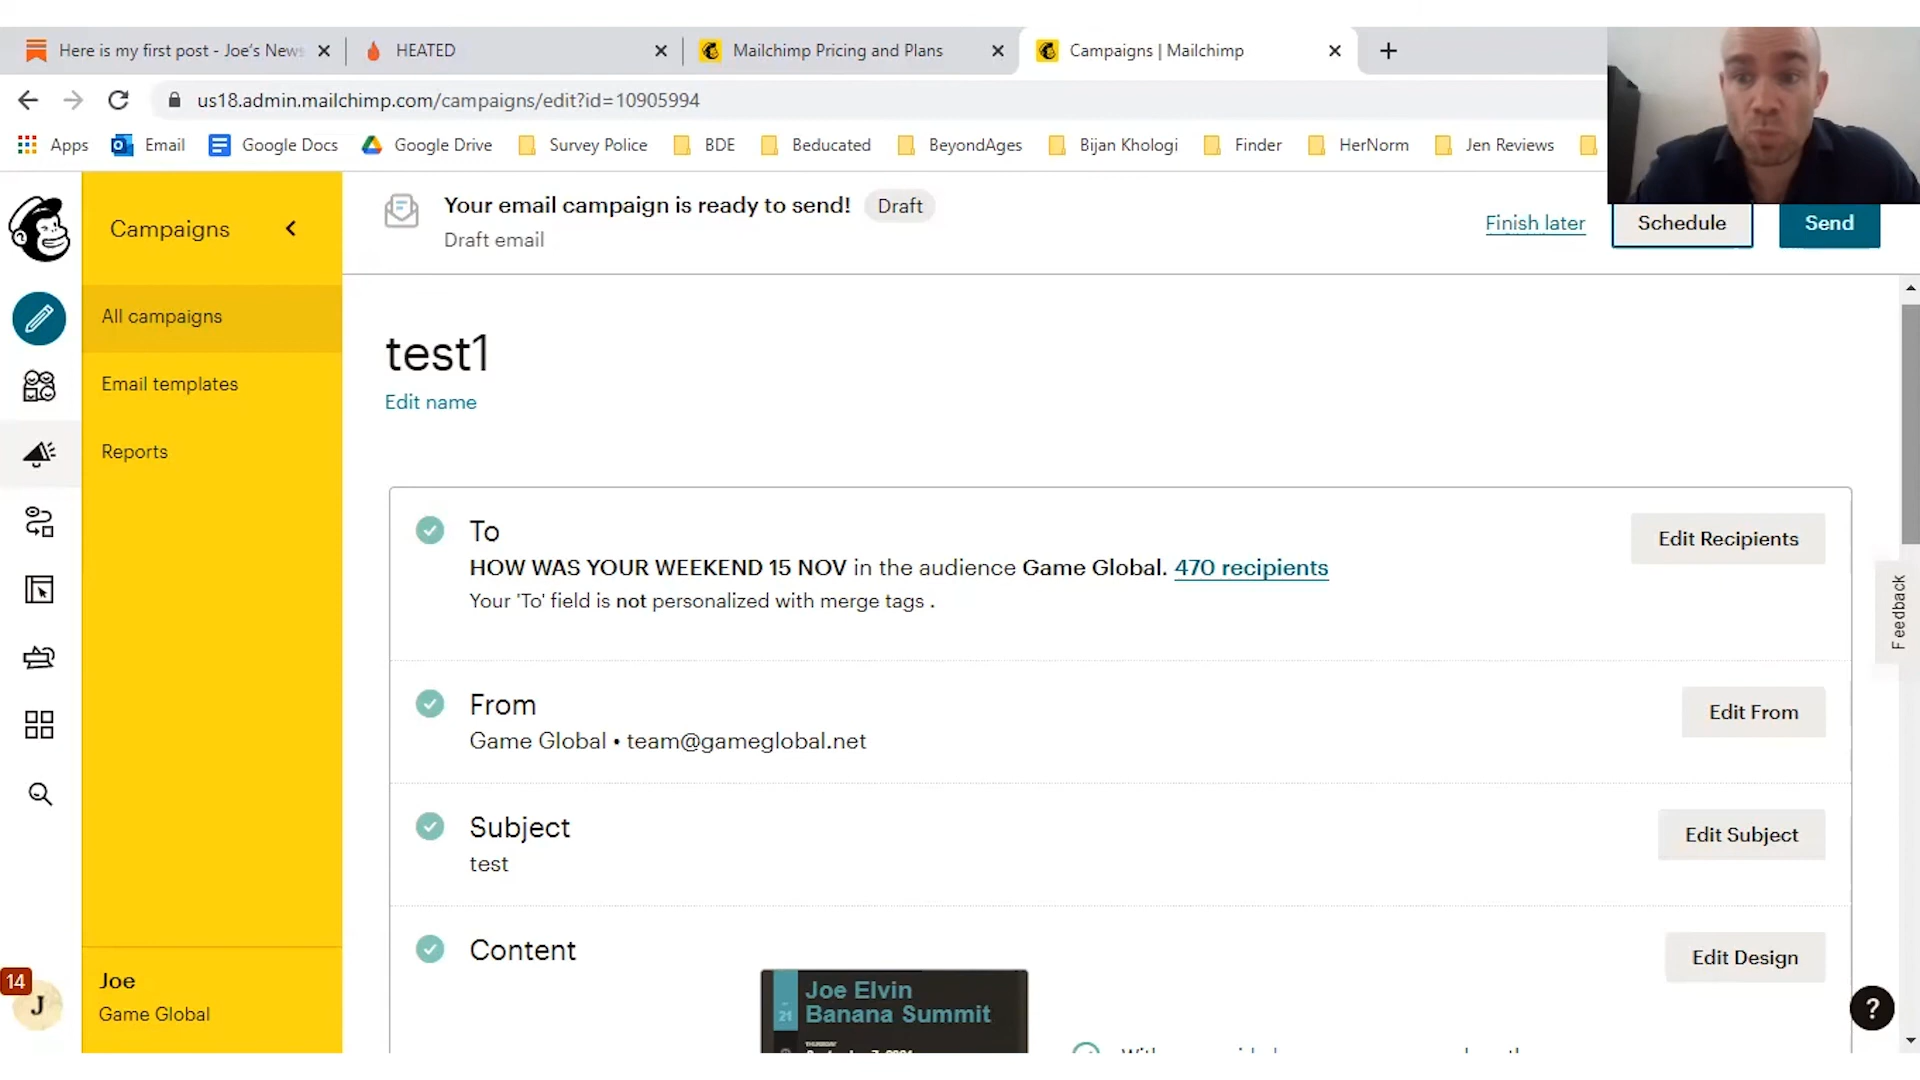 Here is my first post - Joe's News
HEATED
Mailchimp Pricing and Plans
Campaigns | Mailchimp
us18.admin.mailchimp.com/campaigns/edit?id=10905994
Apps
Email
Google Docs
Google Drive
Survey Police
BDE
Beducated
BeyondAges
Bijan Khologi
Finder
HerNorm
Jen Reviews
Campaigns
All campaigns
Email templates
Reports
14
J
Joe
Game Global
Your email campaign is ready to send! Draft
Draft email
Finish later
Schedule
Send
test1
Edit name
To
HOW WAS YOUR WEEKEND 15 NOV in the audience Game Global. 470 recipients
Your 'To' field is not personalized with merge tags .
Edit Recipients
From
Game Global • team@gameglobal.net
Edit From
Subject
test
Edit Subject
Content
Edit Design
21
Joe Elvin
Banana Summit
Feedback
?